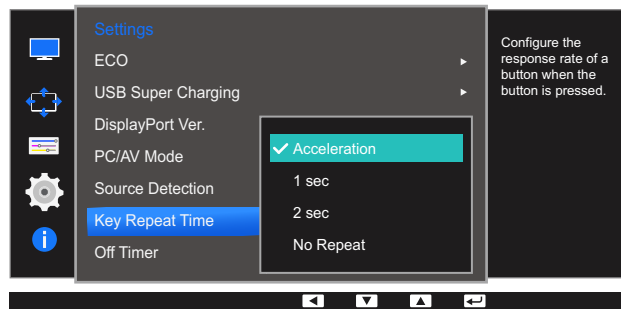 Settings
ECO
USB Super Charging
DisplayPort Ver.
PC/AV Mode
Source Detection
Key Repeat Time
Off Timer
Acceleration
1 sec
2 sec
No Repeat
Configure the
response rate of a
button when the
button is pressed.